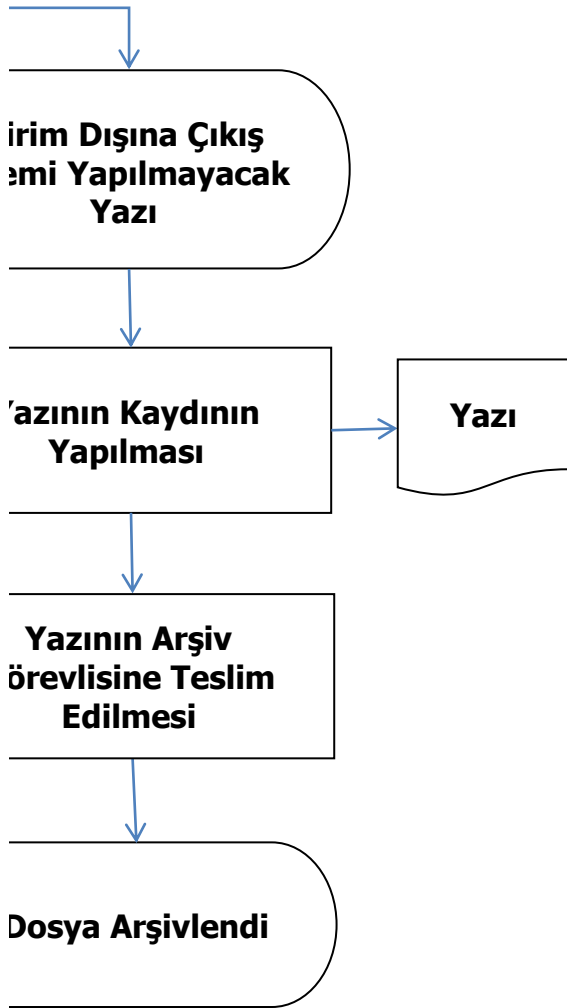 irim Dışına Çıkış
emi Yapılmayacak
Yazı
Yazının Kaydının
Yapılması
Yazı
Yazının Arşiv
örevlisine Teslim
Edilmesi
Dosya Arşivlendi